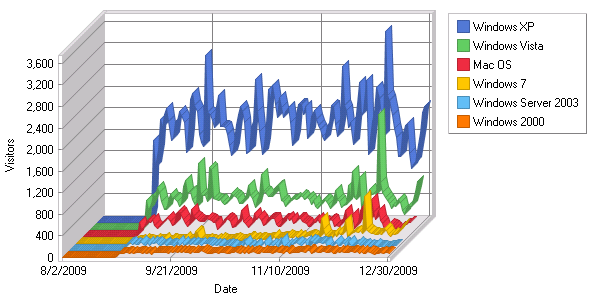 Windows XP
Windows Vista
Mac OS
Windows 7
Windows Server 2003
Windows 2000
3,600
3,200
2,800
2,400
2,000
1,600
1,200
800
400
0
Visitors
8/2/2009
9/21/2009
11/10/2009
12/30/2009
Date